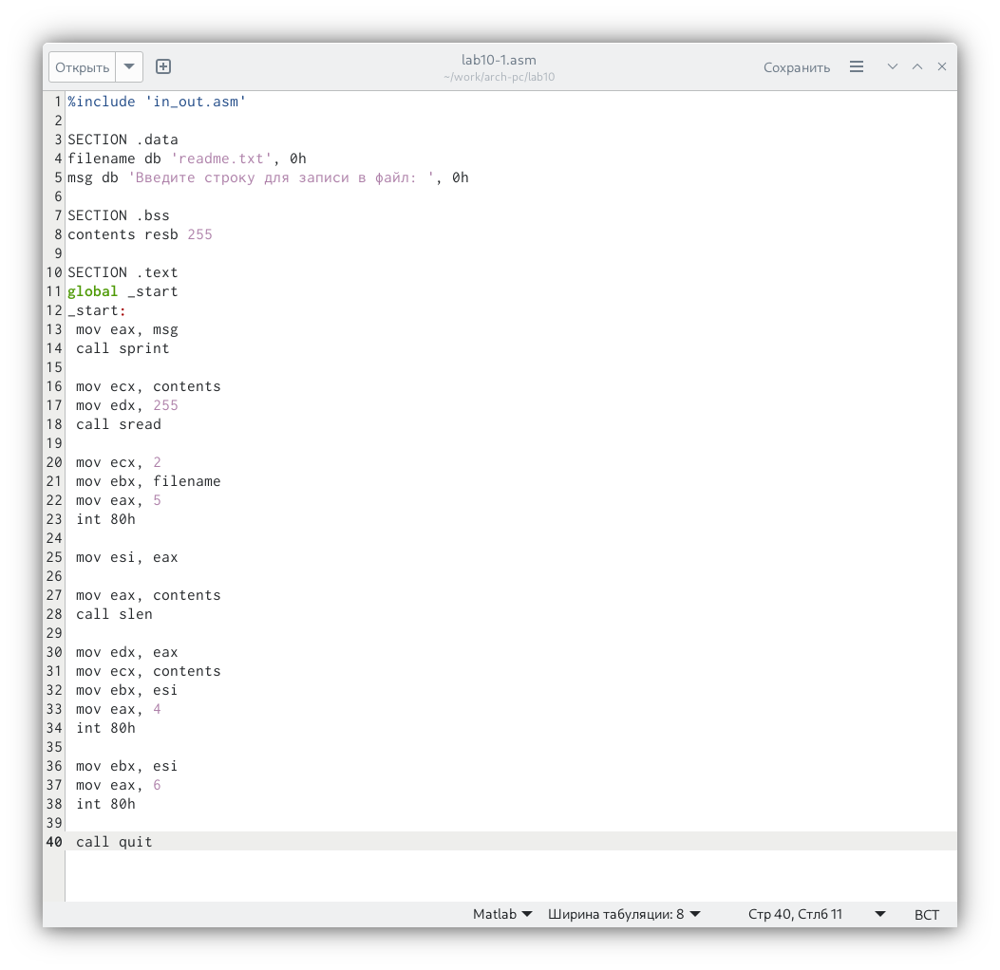 Открыть
lab10-1.asm
~/work/arch-pc/lab10
Сохранить
1 %include 'in_out.asm'
2
3 SECTION .data
4 filename db 'readme.txt', 0h
5 msg db 'Введите строку для записи в файл: ', 0h
6
7 SECTION .bss
8 contents resb 255
9
10 SECTION .text
11 global _start
12 _start:
13 mov eax, msg
14 call sprint
15
16 mov ecx, contents
17 mov edx, 255
18 call sread
19
20 mov ecx, 2
21 mov ebx, filename
22 mov eax, 5
23 int 80h
24
25 mov esi, eax
26
27 mov eax, contents
28 call slen
29
30 mov edx, eax
31 mov ecx, contents
32 mov ebx, esi
33 mov eax, 4
34 int 80h
35
36 mov ebx, esi
37 mov eax, 6
38 int 80h
39
40 call quit
Matlab Ширина табуляции: 8 Стр 40, Стлб 11 ВСТ